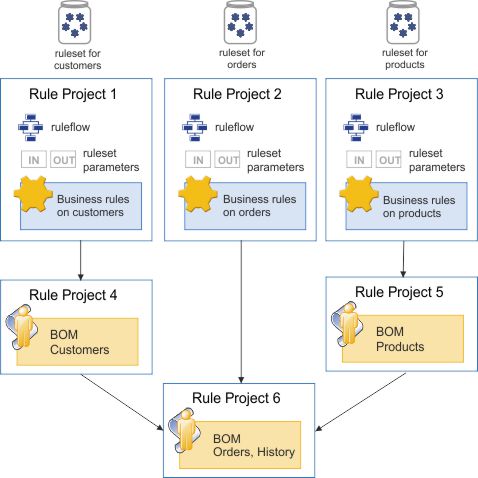 ruleset for
customers
ruleset for
orders
ruleset for
products
Rule Project 1
ruleflow
IN OUT ruleset
parameters
Business rules
on customers
Rule Project 2
ruleflow
IN OUT ruleset
parameters
Business rules
on orders
Rule Project 3
ruleflow
IN OUT ruleset
parameters
Business rules
on products
Rule Project 4
BOM
Customers
Rule Project 5
BOM
Products
Rule Project 6
BOM
Orders, History